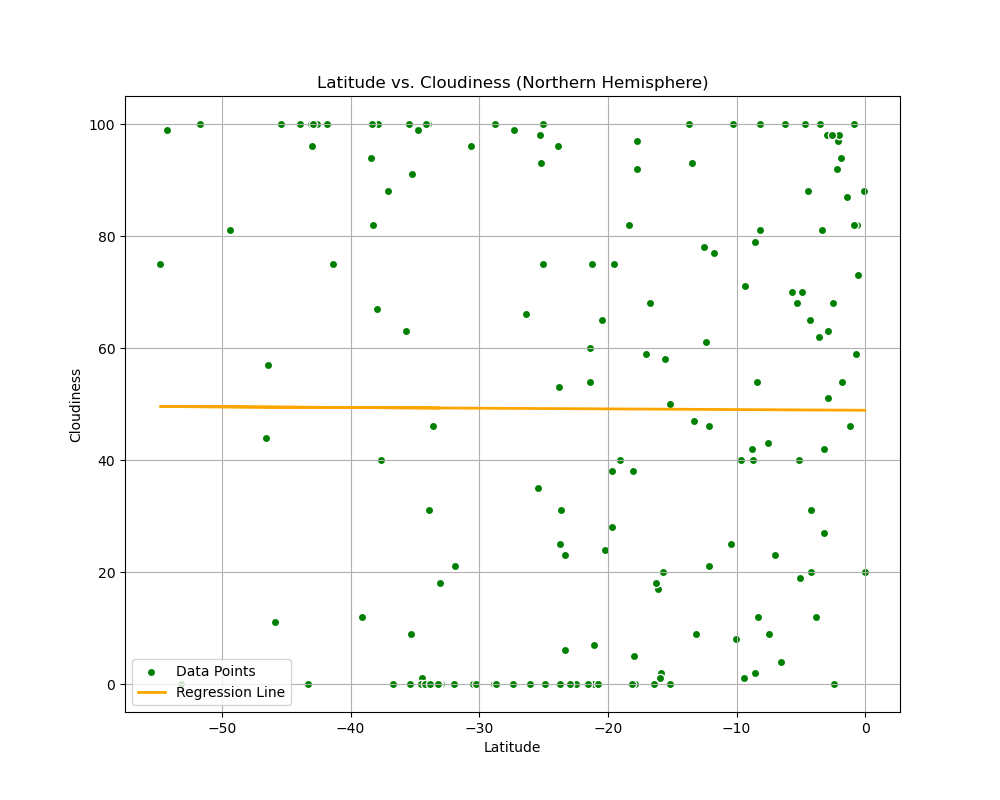 Latitude vs. Cloudiness (Northern Hemisphere)
100
80
60
40
20
0
Cloudiness
Data Points
Regression Line
−50
−40
−30
−20
−10
0
Latitude